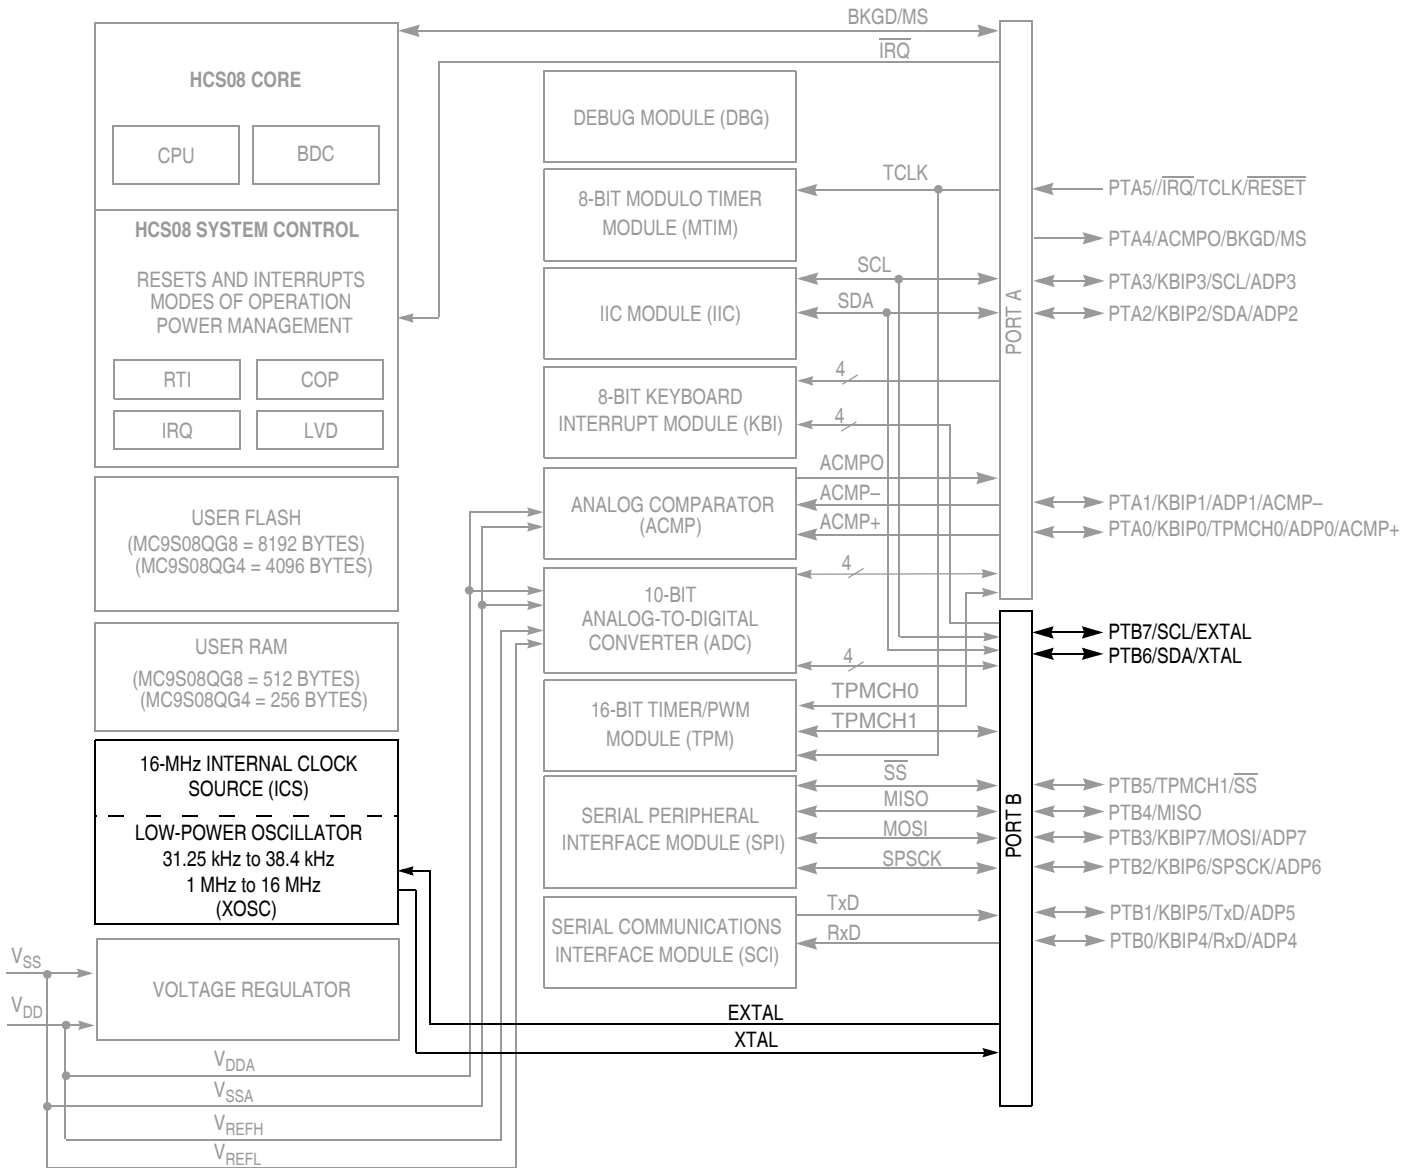 BKGD/MS
IRQ
HCS08 CORE
CPU
BDC
HCS08 SYSTEM CONTROL
RESETS AND INTERRUPTS
MODES OF OPERATION
POWER MANAGEMENT
RTI
COP
IRQ
LVD
USER FLASH
(MC9S08QG8 = 8192 BYTES)
(MC9S08QG4 = 4096 BYTES)
USER RAM
(MC9S08QG8 = 512 BYTES)
(MC9S08QG4 = 256 BYTES)
16-MHz INTERNAL CLOCK
SOURCE (ICS)
LOW-POWER OSCILLATOR
31.25 kHz to 38.4 kHz
1 MHz to 16 MHz
(XOSC)
VSS
VDD
VOLTAGE REGULATOR
VDDA
VSSA
VREFH
VREFL
DEBUG MODULE (DBG)
8-BIT MODULO TIMER
MODULE (MTIM)
IIC MODULE (IIC)
8-BIT KEYBOARD
INTERRUPT MODULE (KBI)
ANALOG COMPARATOR
(ACMP)
10-BIT
ANALOG-TO-DIGITAL
CONVERTER (ADC)
16-BIT TIMER/PWM
MODULE (TPM)
SERIAL PERIPHERAL
INTERFACE MODULE (SPI)
SERIAL COMMUNICATIONS
INTERFACE MODULE (SCI)
TCLK
SCL
SDA
4
4
ACMPO
ACMP–
ACMP+
4
4
TPMCH0
TPMCH1
SS
MISO
MOSI
SPSCK
TxD
RxD
EXTAL
XTAL
PORT A
PORT B
PTA5//IRQ/TCLK/RESET
PTA4/ACMPO/BKGD/MS
PTA3/KBIP3/SCL/ADP3
PTA2/KBIP2/SDA/ADP2
PTA1/KBIP1/ADP1/ACMP–
PTA0/KBIP0/TPMCH0/ADP0/ACMP+
PTB7/SCL/EXTAL
PTB6/SDA/XTAL
PTB5/TPMCH1/SS
PTB4/MISO
PTB3/KBIP7/MOSI/ADP7
PTB2/KBIP6/SPSCK/ADP6
PTB1/KBIP5/TxD/ADP5
PTB0/KBIP4/RxD/ADP4